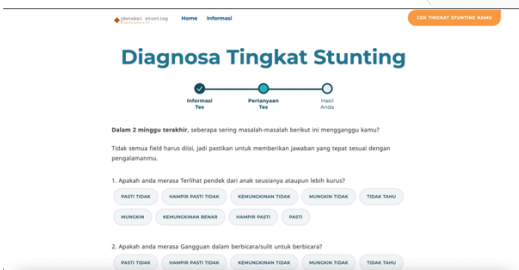 deteksi stunting
Home Informasi
CEK TINGKAT STUNTING KAMU
Diagnosa Tingkat Stunting
Informasi Tes
Pertanyaan Tes
Hasil Anda
Dalam 2 minggu terakhir, seberapa sering masalah-masalah berikut ini mengganggu kamu?
Tidak semua field harus diisi, jadi pastikan untuk memberikan jawaban yang tepat sesuai dengan
pengalamanmu.
1. Apakah anda merasa Terlihat pendek dari anak seusianya ataupun lebih kurus?
PASTI TIDAK HAMPIR PASTI TIDAK KEMUNGKINAN TIDAK MUNGKIN TIDAK TIDAK TAHU
MUNGKIN KEMUNGKINAN BENAR HAMPIR PASTI PASTI
2. Apakah anda merasa Gangguan dalam berbicara/sulit untuk berbicara?
PASTI TIDAK HAMPIR PASTI TIDAK KEMUNGKINAN TIDAK MUNGKIN TIDAK TIDAK TAHU